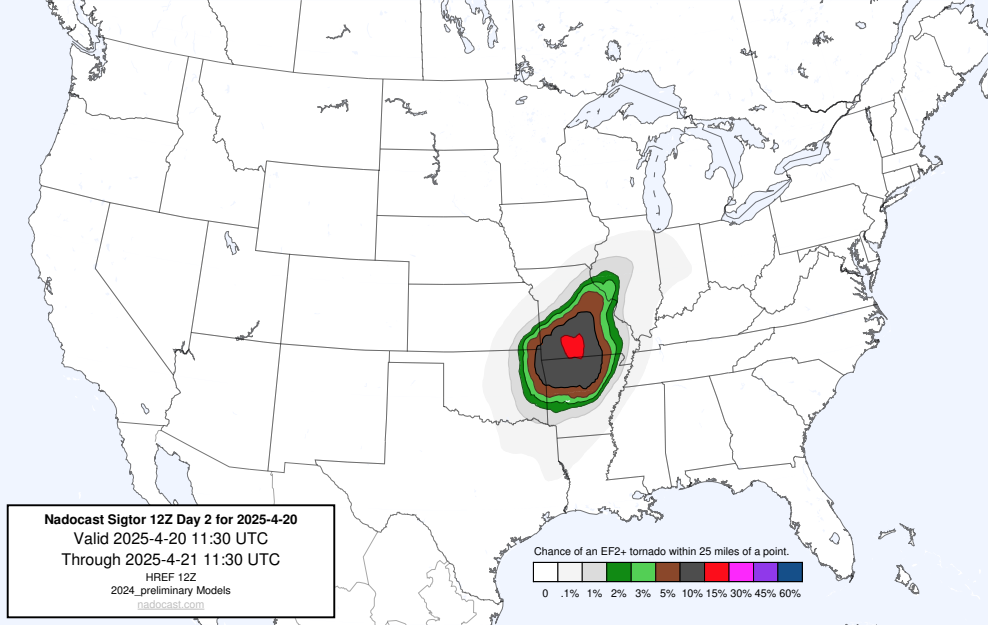 Nadocast Sigtor 12Z Day 2 for 2025-4-20
Valid 2025-4-20 11:30 UTC
Through 2025-4-21 11:30 UTC
HREF 12Z
2024_preliminary Models
nadocast.com
Chance of an EF2+ tornado within 25 miles of a point.
0 .1% 1% 2% 3% 5% 10% 15% 30% 45% 60%